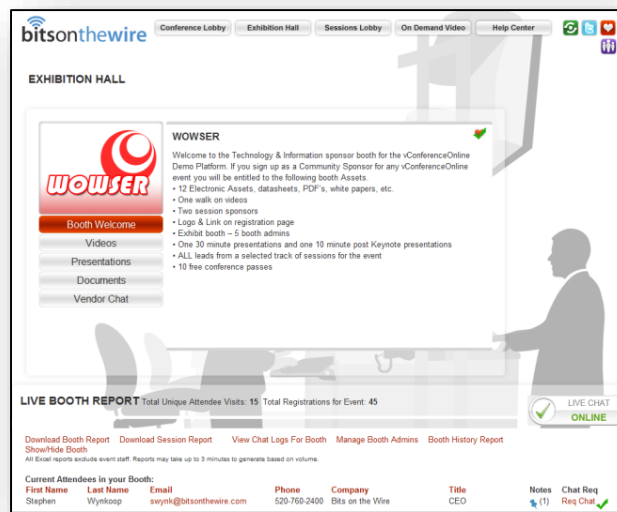 bitsonthewire
Conference Lobby
Exhibition Hall
Sessions Lobby
On Demand Video
Help Center
EXHIBITION HALL
WOWSER
Booth Welcome
Videos
Presentations
Documents
Vendor Chat
WOWSER
Welcome to the Technology & Information sponsor booth for the vConferenceOnline
Demo Platform. If you sign up as a Community Sponsor for any vConferenceOnline
event you will be entitled to the following booth Assets.
• 12 Electronic Assets, datasheets, PDF's, white papers, etc.
• One walk on videos
• Two session sponsors
• Logo & Link on registration page
• Exhibit booth – 5 booth admins
• One 30 minute presentations and one 10 minute post Keynote presentations
• ALL leads from a selected track of sessions for the event
• 10 free conference passes
LIVE BOOTH REPORT Total Unique Attendee Visits: 15 Total Registrations for Event: 45
LIVE CHAT
ONLINE
Download Booth Report Download Session Report View Chat Logs For Booth Manage Booth Admins Booth History Report
Show/Hide Booth
All Excel reports exclude event staff. Reports may take up to 3 minutes to generate based on volume.
Current Attendees in your Booth:
First Name Last Name Email Phone Company Title Notes Chat Req
Stephen Wynkoop swynk@bitsonthewire.com 520-760-2400 Bits on the Wire CEO (1) Req Chat